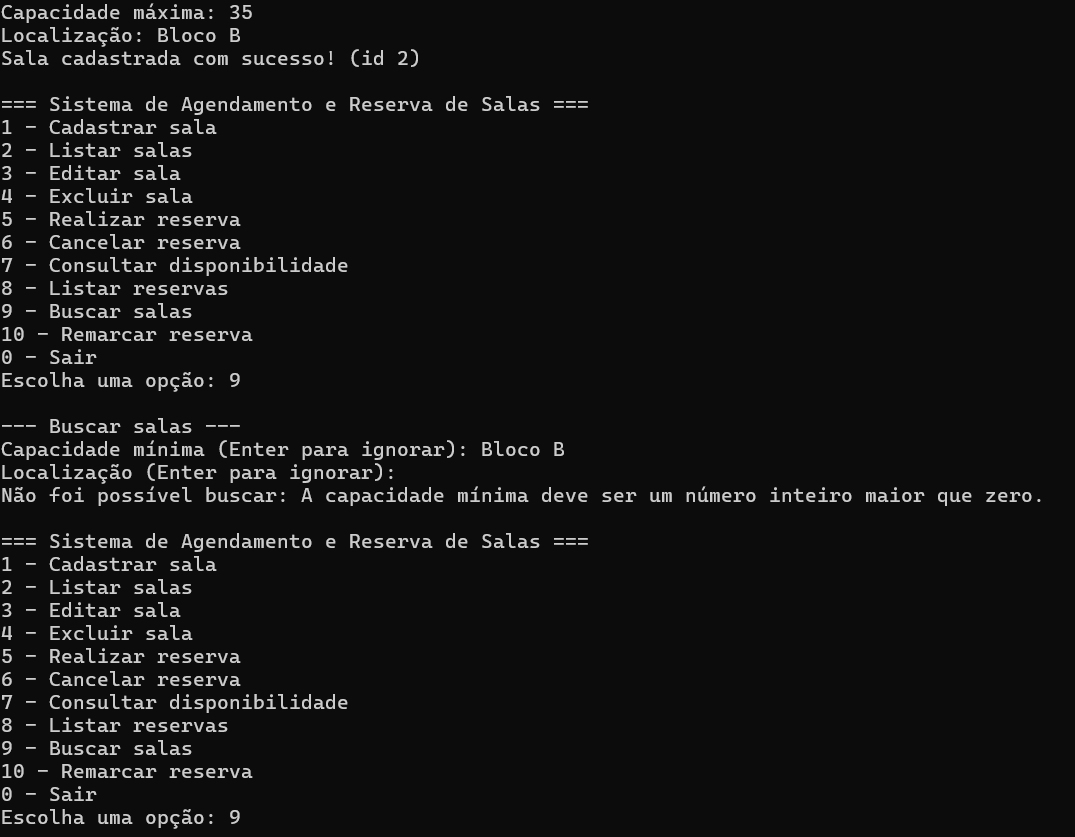 Capacidade máxima: 35
Localização: Bloco B
Sala cadastrada com sucesso! (id 2)
=== Sistema de Agendamento e Reserva de Salas ===
1 - Cadastrar sala
2 - Listar salas
3 - Editar sala
4 - Excluir sala
5 - Realizar reserva
6 - Cancelar reserva
7 - Consultar disponibilidade
8 - Listar reservas
9 - Buscar salas
10 - Remarcar reserva
0 - Sair
Escolha uma opção: 9
--- Buscar salas ---
Capacidade mínima (Enter para ignorar): Bloco B
Localização (Enter para ignorar):
Não foi possível buscar: A capacidade mínima deve ser um número inteiro maior que zero.
=== Sistema de Agendamento e Reserva de Salas ===
1 - Cadastrar sala
2 - Listar salas
3 - Editar sala
4 - Excluir sala
5 - Realizar reserva
6 - Cancelar reserva
7 - Consultar disponibilidade
8 - Listar reservas
9 - Buscar salas
10 - Remarcar reserva
0 - Sair
Escolha uma opção: 9